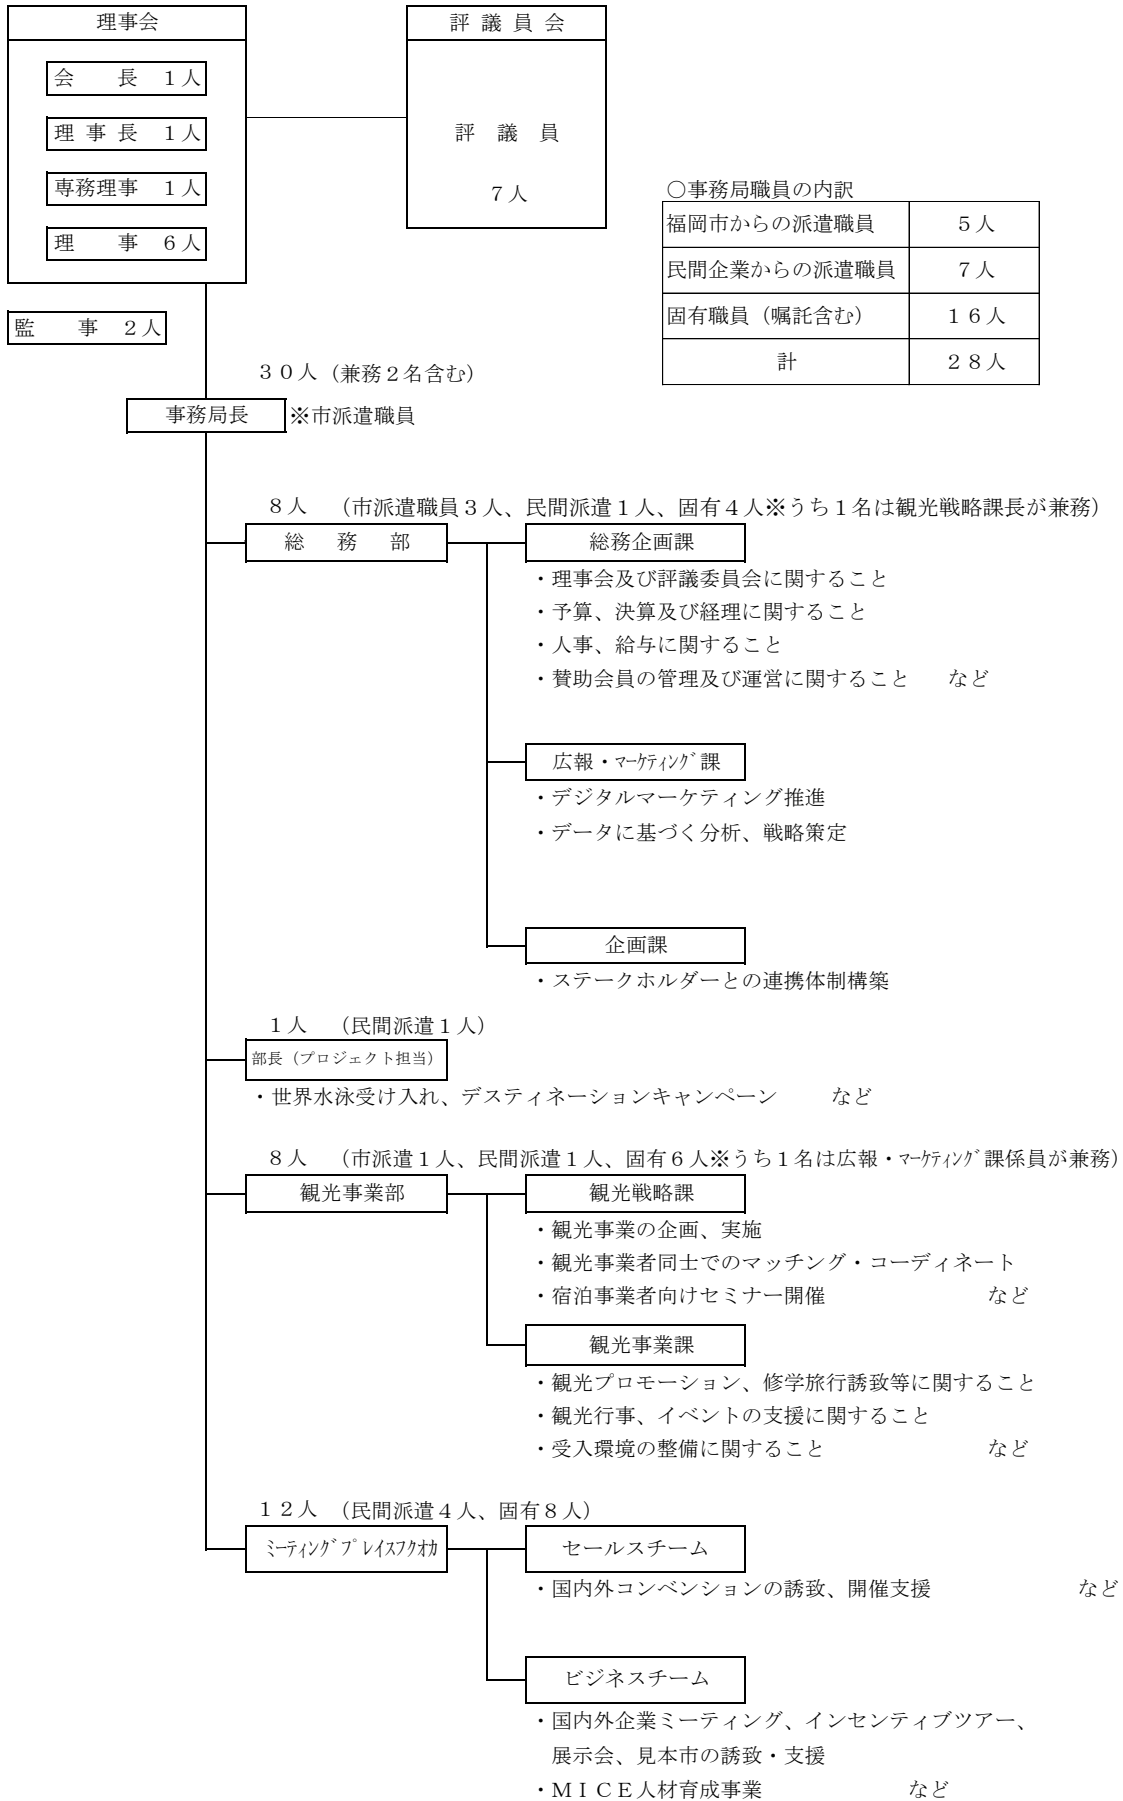 理事会
会　　長　１人
理 事 長　１人
専務理事　１人
理　　事　６人
監　　事　２人
評 議 員 会
評　議　員
７人
○事務局職員の内訳
福岡市からの派遣職員　５人
民間企業からの派遣職員　７人
固有職員（嘱託含む）　１６人
計　２８人
３０人（兼務２名含む）
事務局長 ※市派遣職員
８人　（市派遣職員３人、民間派遣１人、固有４人※うち１名は観光戦略課長が兼務）
総　務　部
総務企画課
・理事会及び評議委員会に関すること
・予算、決算及び経理に関すること
・人事、給与に関すること
・賛助会員の管理及び運営に関すること　など
広報・ﾏｰｹﾃｨﾝｸﾞ課
・デジタルマーケティング推進
・データに基づく分析、戦略策定
企画課
・ステークホルダーとの連携体制構築
１人　（民間派遣１人）
部長（プロジェクト担当）
・世界水泳受け入れ、デスティネーションキャンペーン　　など
８人　（市派遣１人、民間派遣１人、固有６人※うち１名は広報・ﾏｰｹﾃｨﾝｸﾞ課係員が兼務）
観光事業部
観光戦略課
・観光事業の企画、実施
・観光事業者同士でのマッチング・コーディネート
・宿泊事業者向けセミナー開催　　など
観光事業課
・観光プロモーション、修学旅行誘致等に関すること
・観光行事、イベントの支援に関すること
・受入環境の整備に関すること　　など
１２人　（民間派遣４人、固有８人）
ﾐｰﾃｨﾝｸﾞﾌﾟﾚｲｽﾌｸｵｶ
セールスチーム
・国内外コンベンションの誘致、開催支援　　など
ビジネスチーム
・国内外企業ミーティング、インセンティブツアー、
展示会、見本市の誘致・支援
・ＭＩＣＥ人材育成事業　　など